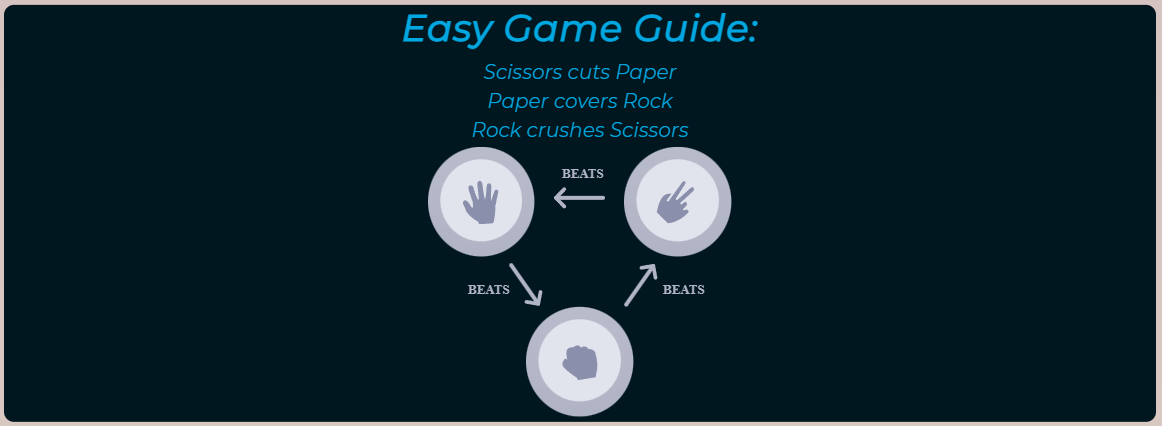 Easy Game Guide:
Scissors cuts Paper
Paper covers Rock
Rock crushes Scissors
BEATS
BEATS
BEATS